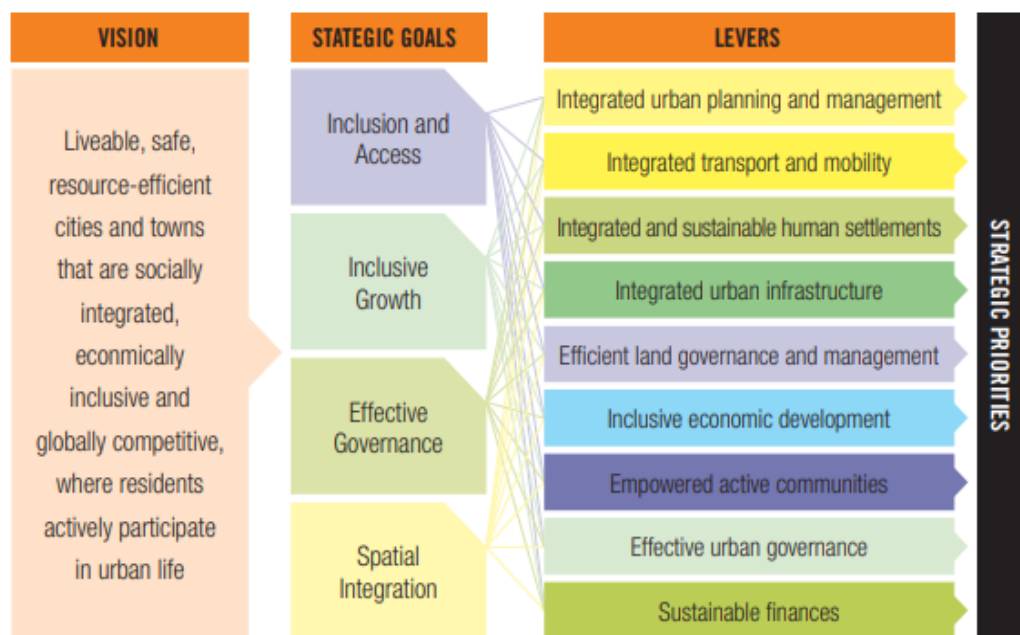 VISION
Liveable, safe,
resource-efficient
cities and towns
that are socially
integrated,
econmically
inclusive and
globally competitive,
where residents
actively participate
in urban life
STATEGIC GOALS
Inclusion and
Access
Inclusive
Growth
Effective
Governance
Spatial
Integration
LEVERS
Integrated urban planning and management
Integrated transport and mobility
Integrated and sustainable human settlements
Integrated urban infrastructure
Efficient land governance and management
Inclusive economic development
Empowered active communities
Effective urban governance
Sustainable finances
STRATEGIC PRIORITIES